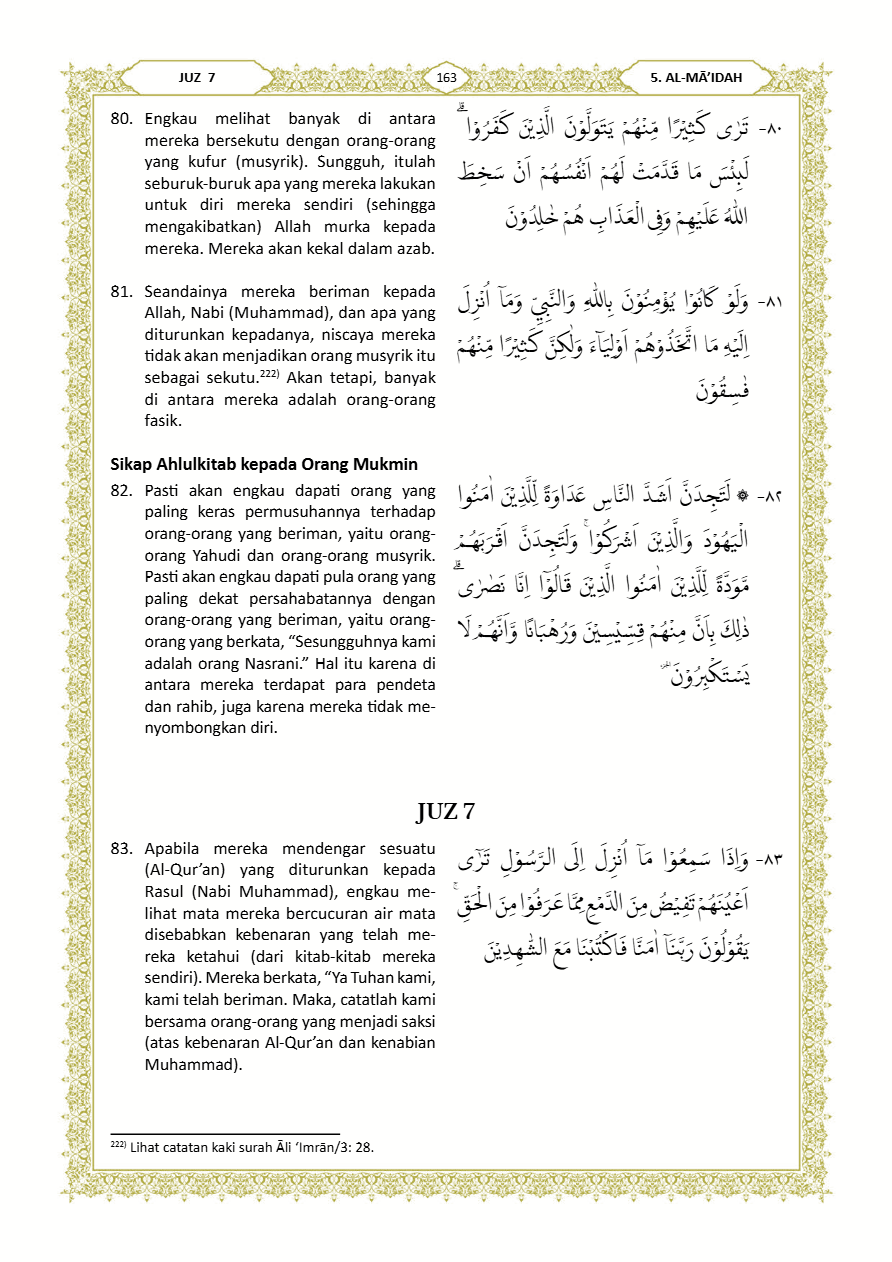 JUZ 7
163
5. AL-MĀ’IDAH
80. Engkau melihat banyak di antara
mereka bersekutu dengan orang-orang
yang kufur (musyrik). Sungguh, itulah
seburuk-buruk apa yang mereka lakukan
untuk diri mereka sendiri (sehingga
mengakibatkan) Allah murka kepada
mereka. Mereka akan kekal dalam azab.
٨٠- تَرٰى كَثِيْرًا مِّنْهُمْ يَتَوَلَّوْنَ الَّذِيْنَ كَفَرُوْاۗ
لَبِئْسَ مَا قَدَّمَتْ لَهُمْ اَنْفُسُهُمْ اَنْ سَخِطَ
اللّٰهُ عَلَيْهِمْ وَفِى الْعَذَابِ هُمْ خٰلِدُوْنَ
81. Seandainya mereka beriman kepada
Allah, Nabi (Muhammad), dan apa yang
diturunkan kepadanya, niscaya mereka
tidak akan menjadikan orang musyrik itu
sebagai sekutu.²²²⁾ Akan tetapi, banyak
di antara mereka adalah orang-orang
fasik.
٨١- وَلَوْ كَانُوْا يُؤْمِنُوْنَ بِاللّٰهِ وَالنَّبِيِّ وَمَآ اُنْزِلَ
اِلَيْهِ مَا اتَّخَذُوْهُمْ اَوْلِيَاۤءَ وَلٰكِنَّ كَثِيْرًا مِّنْهُمْ
فٰسِقُوْنَ
Sikap Ahlulkitab kepada Orang Mukmin
82. Pasti akan engkau dapati orang yang
paling keras permusuhannya terhadap
orang-orang yang beriman, yaitu orang-
orang Yahudi dan orang-orang musyrik.
Pasti akan engkau dapati pula orang yang
paling dekat persahabatannya dengan
orang-orang yang beriman, yaitu orang-
orang yang berkata, “Sesungguhnya kami
adalah orang Nasrani.” Hal itu karena di
antara mereka terdapat para pendeta
dan rahib, juga karena mereka tidak me-
nyombongkan diri.
٨٢- ۞ لَتَجِدَنَّ اَشَدَّ النَّاسِ عَدَاوَةً لِّلَّذِيْنَ اٰمَنُوا
الْيَهُوْدَ وَالَّذِيْنَ اَشْرَكُوْاۚ وَلَتَجِدَنَّ اَقْرَبَهُمْ
مَّوَدَّةً لِّلَّذِيْنَ اٰمَنُوا الَّذِيْنَ قَالُوْٓا اِنَّا نَصٰرٰىۗ
ذٰلِكَ بِاَنَّ مِنْهُمْ قِسِّيْسِيْنَ وَرُهْبَانًا وَّاَنَّهُمْ لَا
يَسْتَكْبِرُوْنَ
JUZ 7
83. Apabila mereka mendengar sesuatu
(Al-Qur’an) yang diturunkan kepada
Rasul (Nabi Muhammad), engkau me-
lihat mata mereka bercucuran air mata
disebabkan kebenaran yang telah me-
reka ketahui (dari kitab-kitab mereka
sendiri). Mereka berkata, “Ya Tuhan kami,
kami telah beriman. Maka, catatlah kami
bersama orang-orang yang menjadi saksi
(atas kebenaran Al-Qur’an dan kenabian
Muhammad).
٨٣- وَاِذَا سَمِعُوْا مَآ اُنْزِلَ اِلَى الرَّسُوْلِ تَرٰٓى
اَعْيُنَهُمْ تَفِيْضُ مِنَ الدَّمْعِ مِمَّا عَرَفُوْا مِنَ الْحَقِّۚ
يَقُوْلُوْنَ رَبَّنَآ اٰمَنَّا فَاكْتُبْنَا مَعَ الشّٰهِدِيْنَ
²²²⁾ Lihat catatan kaki surah Āli ‘Imrān/3: 28.